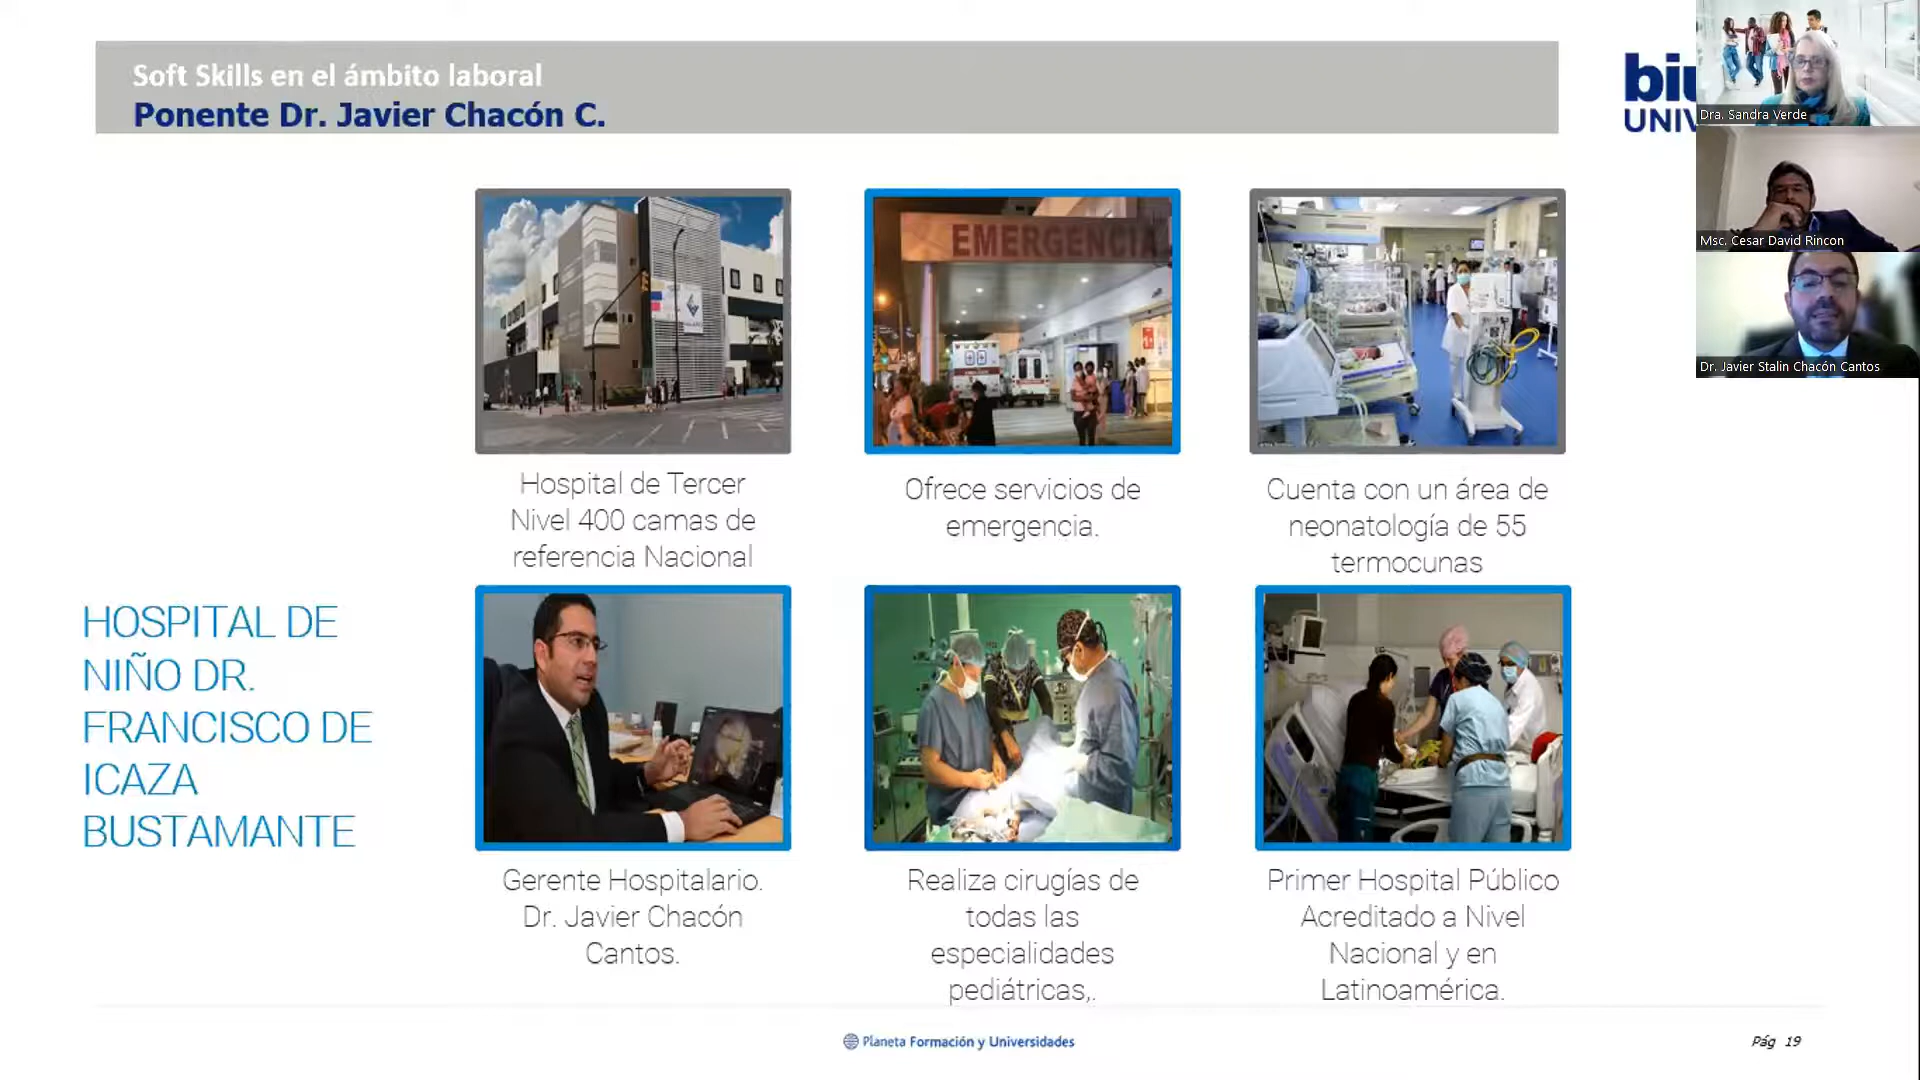 Soft Skills en el ámbito laboral
Ponente Dr. Javier Chacón C.
Dra. Sandra Verde
Msc. Cesar David Rincon
Dr. Javier Stalin Chacón Cantos
HOSPITAL DE
NIÑO DR.
FRANCISCO DE
ICAZA
BUSTAMANTE
Hospital de Tercer
Nivel 400 camas de
referencia Nacional
EMERGENC
Ofrece servicios de
emergencia.
Cuenta con un área de
neonatología de 55
termocunas
Gerente Hospitalario.
Dr. Javier Chacón
Cantos.
Realiza cirugías de
todas las
especialidades
pediátricas,.
Primer Hospital Público
Acreditado a Nivel
Nacional y en
Latinoamérica.
Planeta Formación y Universidades
Pág 19